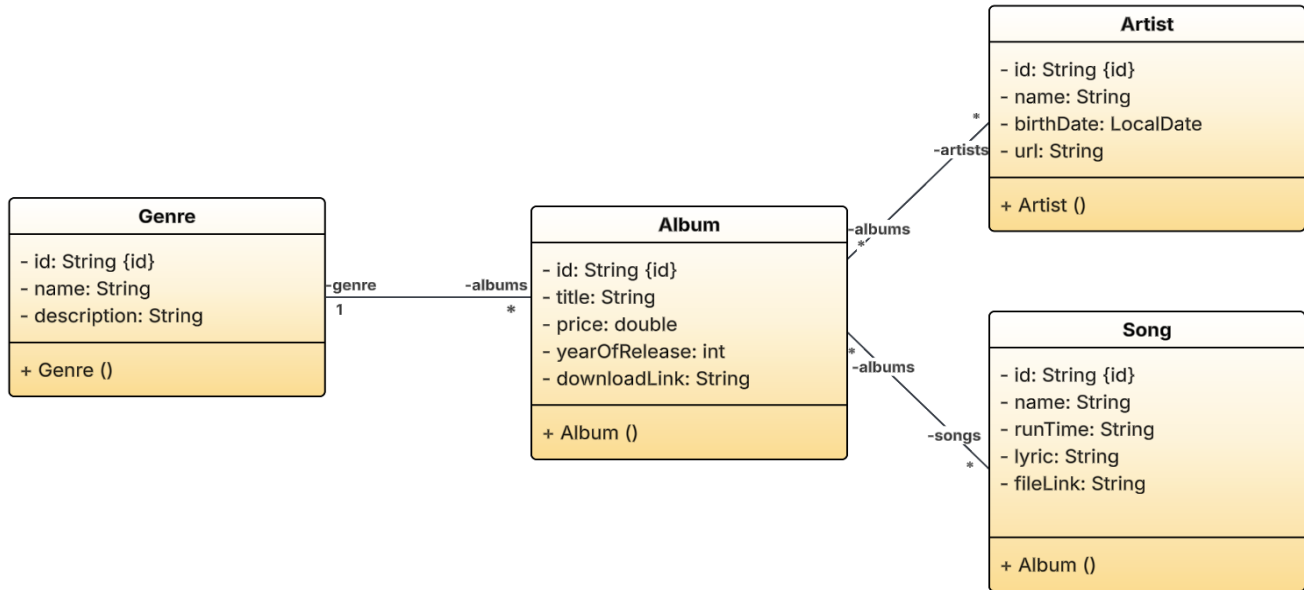 Genre
- id: String {id}
- name: String
- description: String
+ Genre ()
-genre
1
-albums
*
Album
- id: String {id}
- title: String
- price: double
- yearOfRelease: int
- downloadLink: String
+ Album ()
-albums
*
-artists
*
Artist
- id: String {id}
- name: String
- birthDate: LocalDate
- url: String
+ Artist ()
*
-albums
-songs
*
Song
- id: String {id}
- name: String
- runTime: String
- lyric: String
- fileLink: String
+ Album ()